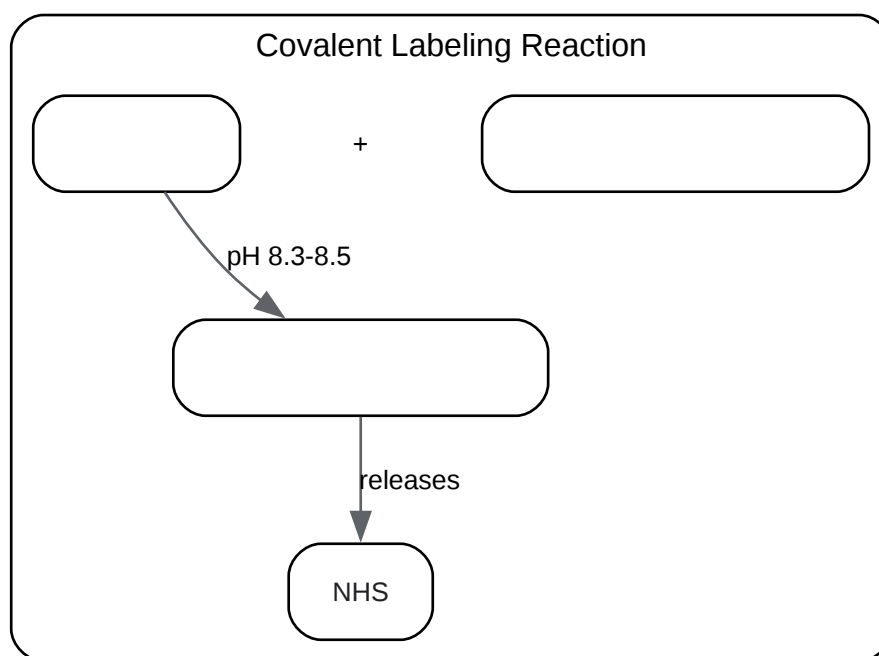 Covalent Labeling Reaction
+
pH 8.3-8.5
releases
NHS